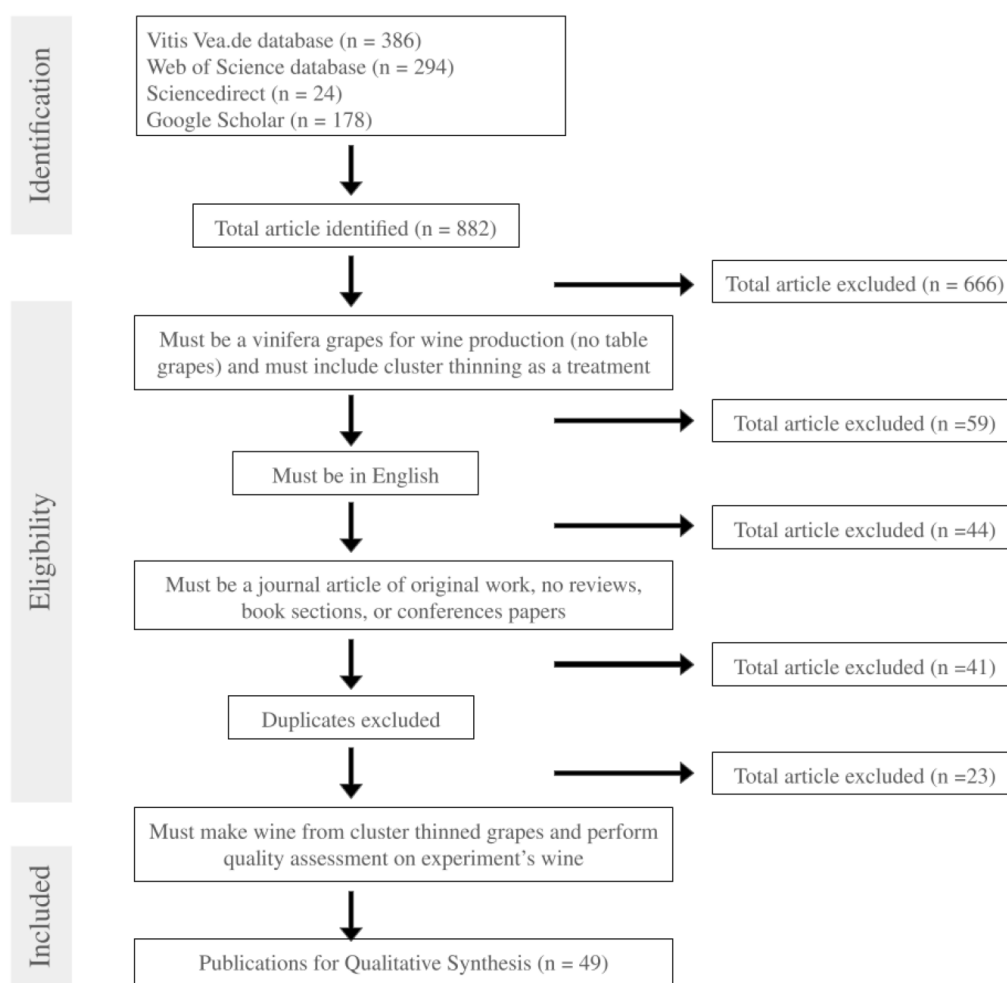 Identification
Vitis Vea.de database (n = 386)
Web of Science database (n = 294)
Sciencedirect (n = 24)
Google Scholar (n = 178)
Total article identified (n = 882)
Total article excluded (n = 666)
Eligibility
Must be a vinifera grapes for wine production (no table
grapes) and must include cluster thinning as a treatment
Total article excluded (n =59)
Must be in English
Total article excluded (n =44)
Must be a journal article of original work, no reviews,
book sections, or conferences papers
Total article excluded (n =41)
Duplicates excluded
Total article excluded (n =23)
Must make wine from cluster thinned grapes and perform
quality assessment on experiment's wine
Included
Publications for Qualitative Synthesis (n = 49)